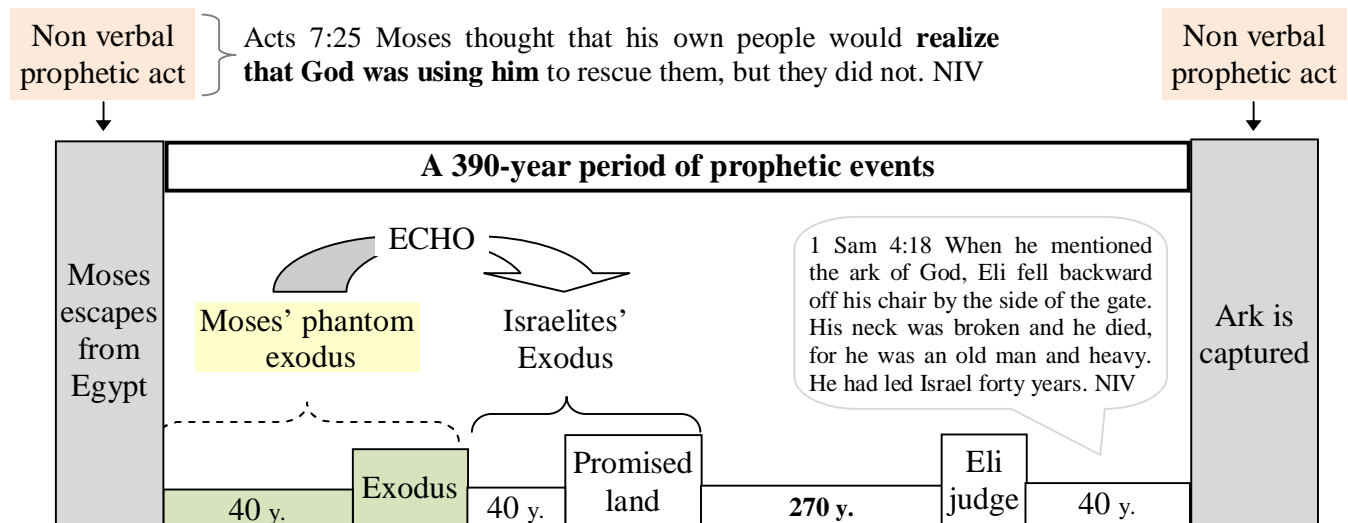 Non verbal
prophetic act
Acts 7:25 Moses thought that his own people would realize
that God was using him to rescue them, but they did not. NIV
Non verbal
prophetic act
A 390-year period of prophetic events
Moses
escapes
from
Egypt
ECHO
Moses’ phantom
exodus
Israelites’
Exodus
1 Sam 4:18 When he mentioned
the ark of God, Eli fell backward
off his chair by the side of the gate.
His neck was broken and he died,
for he was an old man and heavy.
He had led Israel forty years. NIV
Ark is
captured
40 y.
Exodus
40 y.
Promised
land
270 y.
Eli
judge
40 y.